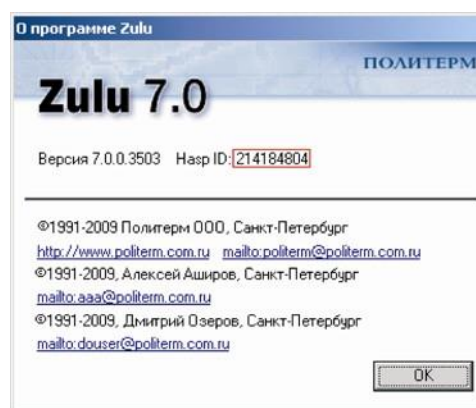 О программе Zulu
ПОЛИТЕРМ
Zulu 7.0
Версия 7.0.0.3503 Hasp ID: 214184804
©1991-2009 Политерм ООО, Санкт-Петербург
http://www.politerm.com.ru mailto:politerm@politerm.com.ru
©1991-2009, Алексей Аширов, Санкт-Петербург
mailto:aaa@politerm.com.ru
©1991-2009, Дмитрий Озеров, Санкт-Петербург
mailto:douser@politerm.com.ru
OK